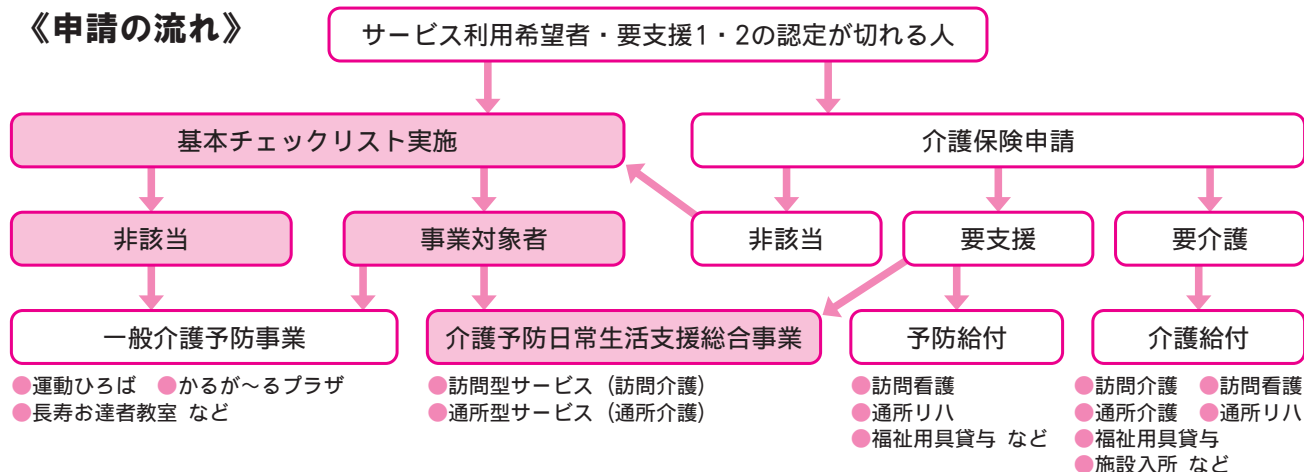 《申請の流れ》
サービス利用希望者・要支援1・2の認定が切れる人
基本チェックリスト実施
介護保険申請
非該当
事業対象者
非該当
要支援
要介護
一般介護予防事業
介護予防日常生活支援総合事業
予防給付
介護給付
●運動ひろば ●かるが～るプラザ
●長寿お達者教室 など
●訪問型サービス（訪問介護）
●通所型サービス（通所介護）
●訪問看護
●通所リハ
●福祉用具貸与 など
●訪問介護 ●訪問看護
●通所介護 ●通所リハ
●福祉用具貸与
●施設入所 など